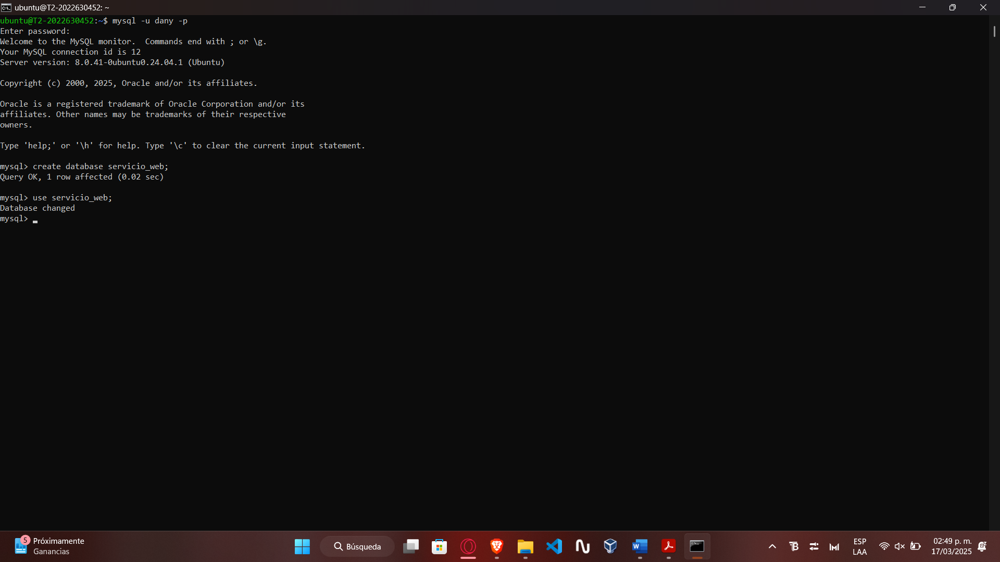 ubuntu@T2-2022630452: ~
ubuntu@T2-2022630452:~$ mysql -u dany -p
Enter password:
Welcome to the MySQL monitor.  Commands end with ; or \g.
Your MySQL connection id is 12
Server version: 8.0.41-0ubuntu0.24.04.1 (Ubuntu)
Copyright (c) 2000, 2025, Oracle and/or its affiliates.
Oracle is a registered trademark of Oracle Corporation and/or its
affiliates. Other names may be trademarks of their respective
owners.
Type 'help;' or '\h' for help. Type '\c' to clear the current input statement.
mysql> create database servicio_web;
Query OK, 1 row affected (0.02 sec)
mysql> use servicio_web;
Database changed
mysql>
5
Próximamente
Ganancias
Búsqueda
ESP
LAA
02:49 p. m.
17/03/2025